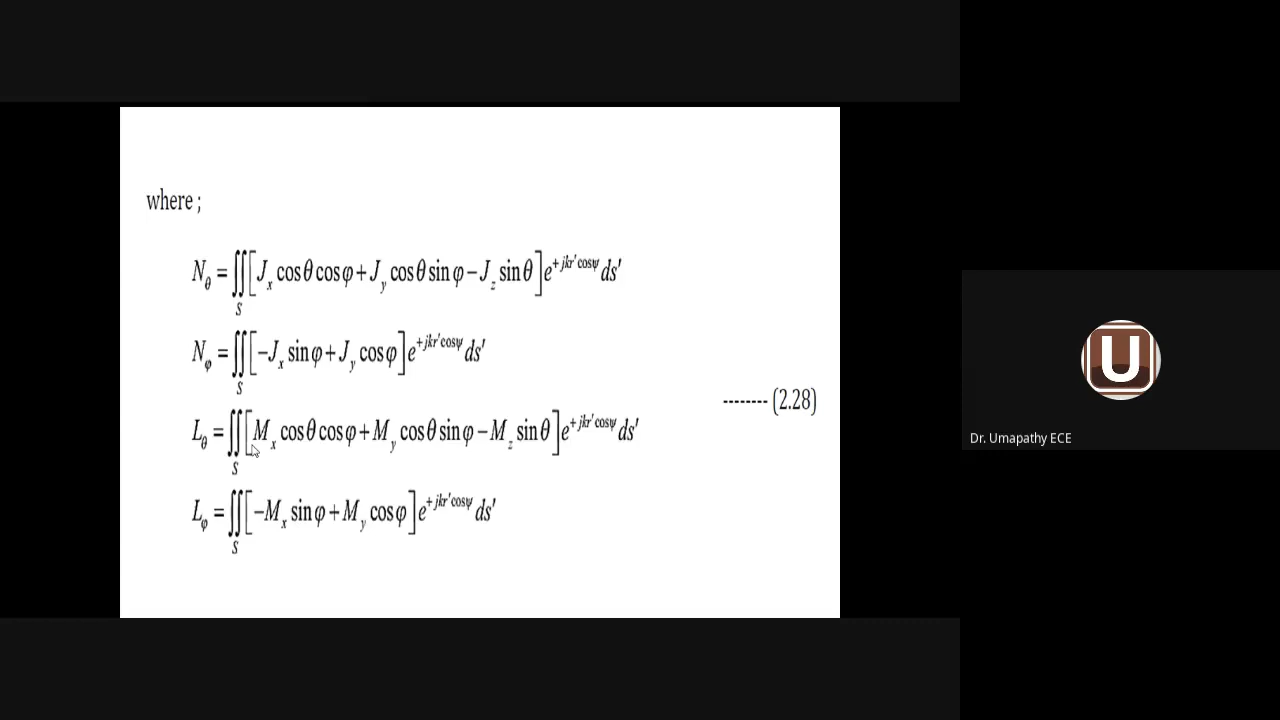 where ;
N_θ = ∬_S [J_x cosθ cosφ + J_y cosθ sinφ − J_z sinθ] e^{+jkr′cosψ} ds′
N_φ = ∬_S [−J_x sinφ + J_y cosφ] e^{+jkr′cosψ} ds′
-------- (2.28)
L_θ = ∬_S [M_x cosθ cosφ + M_y cosθ sinφ − M_z sinθ] e^{+jkr′cosψ} ds′
L_φ = ∬_S [−M_x sinφ + M_y cosφ] e^{+jkr′cosψ} ds′
U
Dr. Umapathy ECE